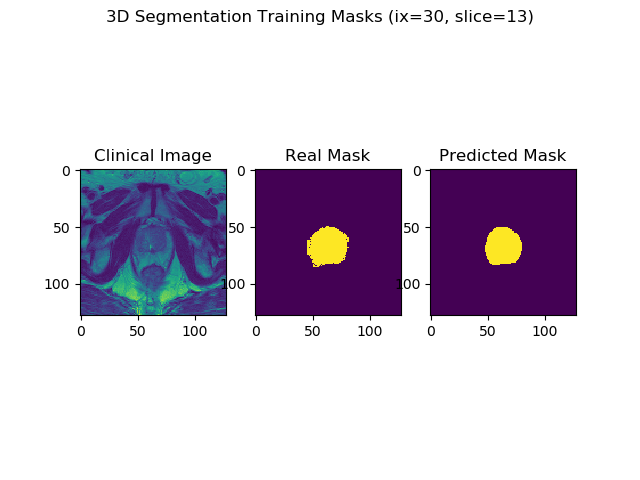 3D Segmentation Training Masks (ix=30, slice=13)
Clinical Image Real Mask Predicted Mask
0 0 0
50 50 50
100 100 100
0 50 100 0 50 100 0 50 100